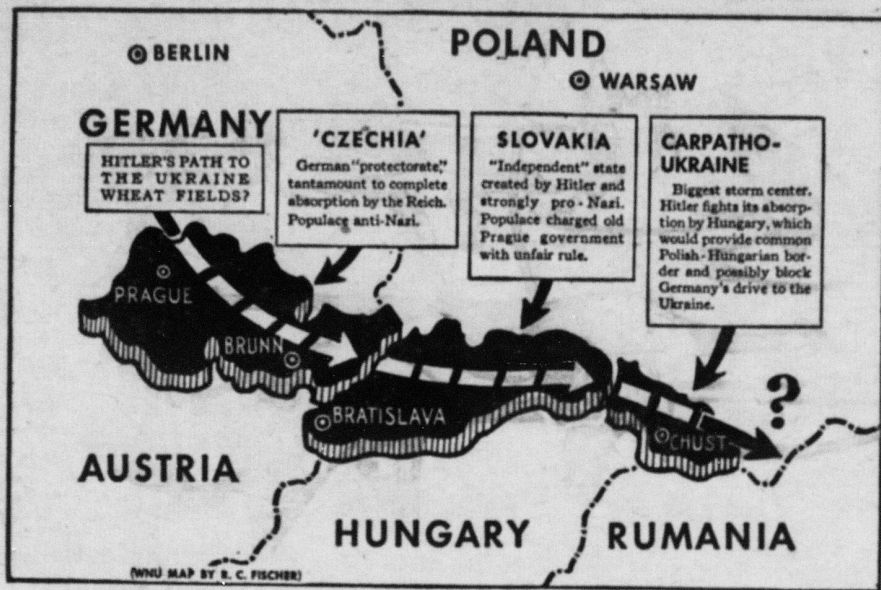 BERLIN
POLAND
WARSAW
GERMANY
HITLER'S PATH TO
THE UKRAINE
WHEAT FIELDS?
'CZECHIA'
German "protectorate,"
tantamount to complete
absorption by the Reich.
Populace anti-Nazi.
SLOVAKIA
"Independent" state
created by Hitler and
strongly pro-Nazi.
Populace charged old
Prague government
with unfair rule.
CARPATHO-
UKRAINE
Biggest storm center.
Hitler fights its absorp-
tion by Hungary, which
would provide common
Polish-Hungarian bor-
der and possibly block
Germany's drive to the
Ukraine.
PRAGUE
BRUNN
BRATISLAVA
CHUST
?
AUSTRIA
HUNGARY
RUMANIA
(WNU MAP BY R. C. FISCHER)